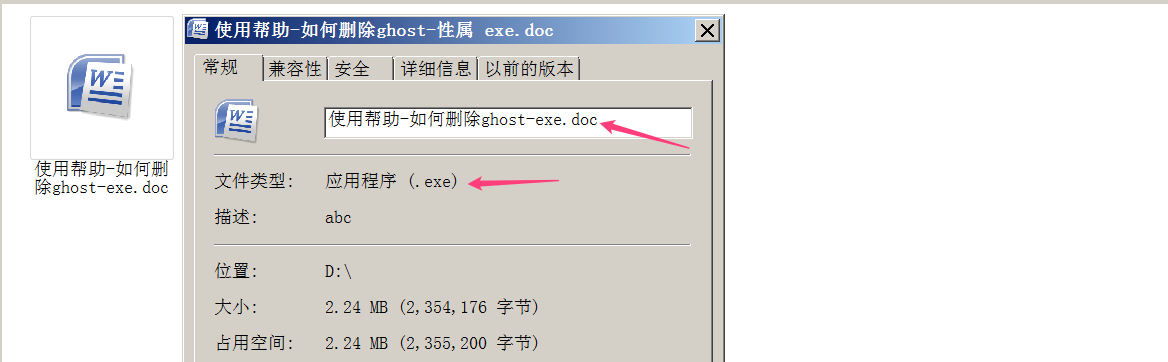 使用帮助-如何删
除ghost-exe.doc
使用帮助-如何删除ghost-性属 exe.doc
常规 兼容性 安全 详细信息 以前的版本
使用帮助-如何删除ghost-exe.doc
文件类型: 应用程序 (.exe)
描述: abc
位置: D:\
大小: 2.24 MB (2,354,176 字节)
占用空间: 2.24 MB (2,355,200 字节)